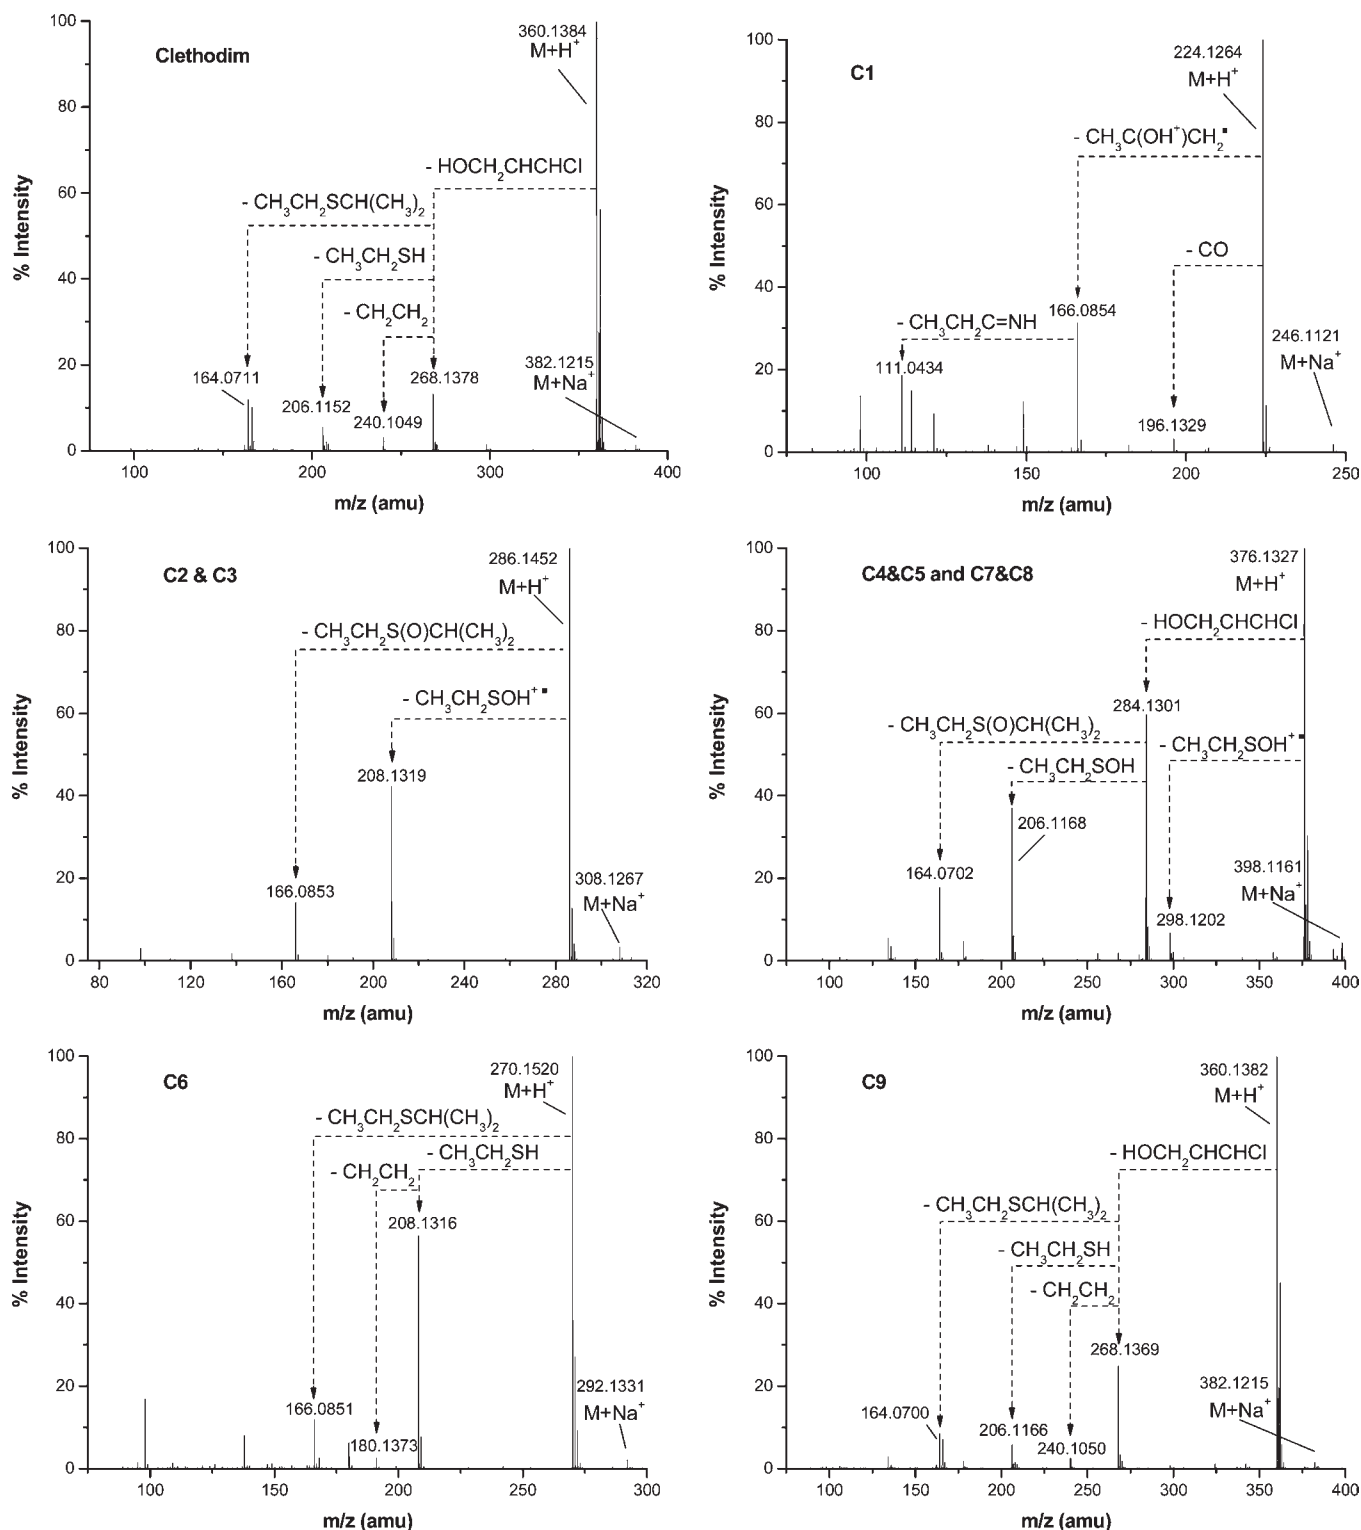 Clethodim
360.1384
M+H⁺
- HOCH₂CHCHCl
- CH₃CH₂SCH(CH₃)₂
- CH₃CH₂SH
- CH₂CH₂
164.0711
206.1152
240.1049
268.1378
382.1215
M+Na⁺
% Intensity
100
80
60
40
20
0
100 200 300 400
m/z (amu)
C1
224.1264
M+H⁺
- CH₃C(OH⁺)CH₂▪
- CO
- CH₃CH₂C=NH
166.0854
111.0434
196.1329
246.1121
M+Na⁺
% Intensity
100
80
60
40
20
0
100 150 200 250
m/z (amu)
C2 & C3
286.1452
M+H⁺
- CH₃CH₂S(O)CH(CH₃)₂
- CH₃CH₂SOH⁺▪
208.1319
166.0853
308.1267
M+Na⁺
% Intensity
100
80
60
40
20
0
80 120 160 200 240 280 320
m/z (amu)
C4&C5 and C7&C8
376.1327
M+H⁺
- HOCH₂CHCHCl
284.1301
- CH₃CH₂S(O)CH(CH₃)₂
- CH₃CH₂SOH⁺▪
- CH₃CH₂SOH
206.1168
164.0702
298.1202
398.1161
M+Na⁺
% Intensity
100
80
60
40
20
0
100 150 200 250 300 350 400
m/z (amu)
C6
270.1520
M+H⁺
- CH₃CH₂SCH(CH₃)₂
- CH₃CH₂SH
- CH₂CH₂
208.1316
166.0851
180.1373
292.1331
M+Na⁺
% Intensity
100
80
60
40
20
0
100 150 200 250 300
m/z (amu)
C9
360.1382
M+H⁺
- HOCH₂CHCHCl
- CH₃CH₂SCH(CH₃)₂
- CH₃CH₂SH
- CH₂CH₂
268.1369
164.0700
206.1166
240.1050
382.1215
M+Na⁺
% Intensity
100
80
60
40
20
0
100 150 200 250 300 350 400
m/z (amu)